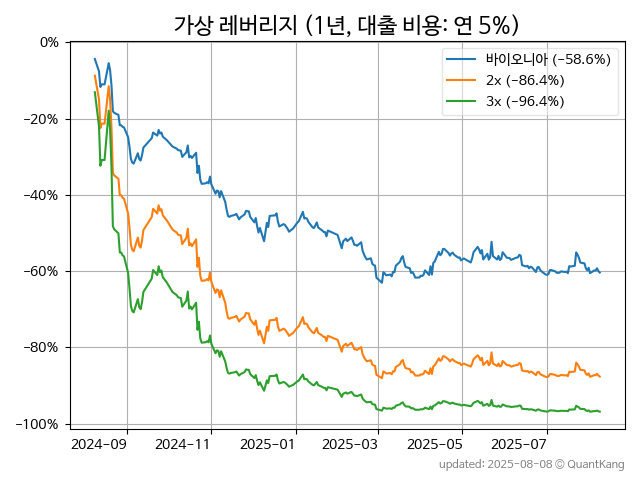 가상 레버리지 (1년, 대출 비용: 연 5%)
바이오니아 (−58.6%)
2x (−86.4%)
3x (−96.4%)
0%
−20%
−40%
−60%
−80%
−100%
2024-09 2024-11 2025-01 2025-03 2025-05 2025-07
updated: 2025-08-08 © QuantKang